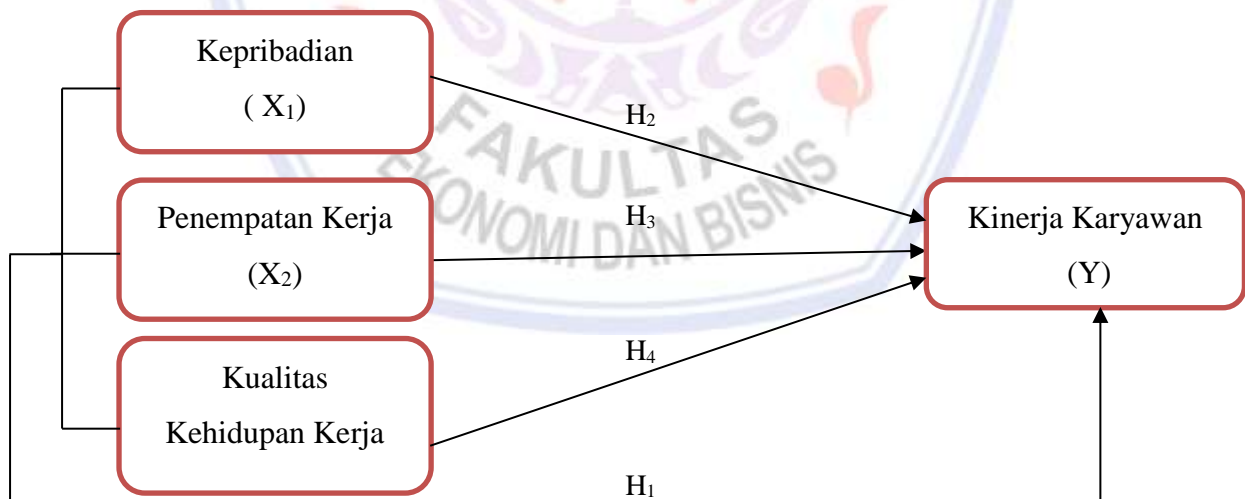 Kepribadian
( X₁)
H₂
FAKULTAS
EKONOMI DAN BISNIS
Penempatan Kerja
(X₂)
H₃
Kinerja Karyawan
(Y)
Kualitas
Kehidupan Kerja
H₄
H₁